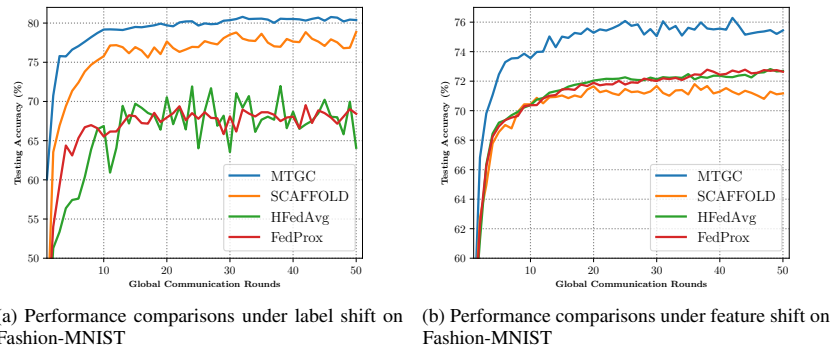 80
75
70
65
60
55
50
10
20
30
40
50
Testing Accuracy (%)
Global Communication Rounds
MTGC
SCAFFOLD
HFedAvg
FedProx
76
74
72
70
68
66
64
62
60
10
20
30
40
50
Testing Accuracy (%)
Global Communication Rounds
MTGC
SCAFFOLD
HFedAvg
FedProx
a) Performance comparisons under label shift on
Fashion-MNIST
(b) Performance comparisons under feature shift on
Fashion-MNIST